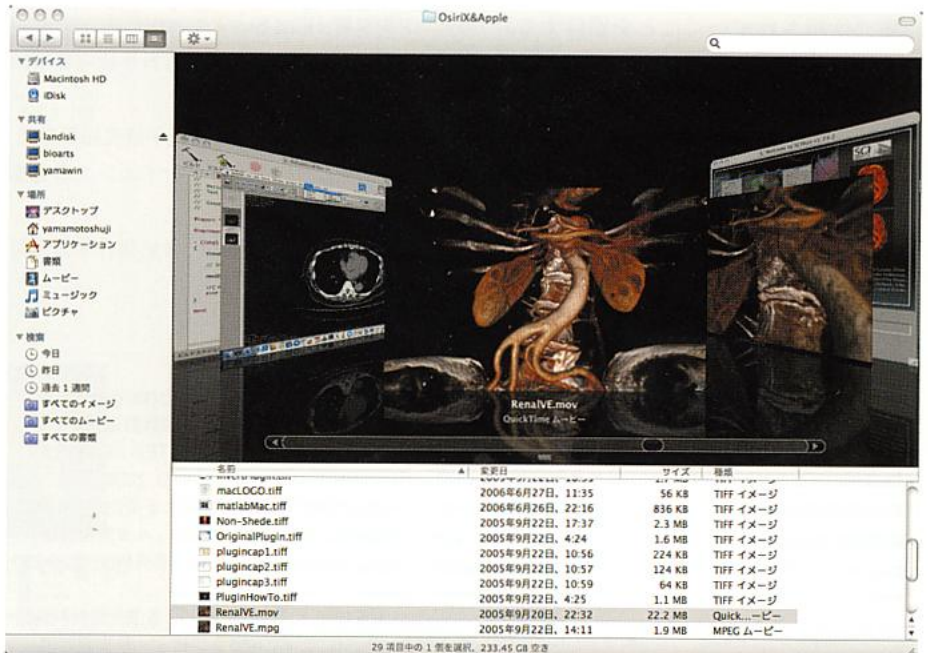 OsiriX&Apple
デバイス
Macintosh HD
iDisk
共有
landisk
bioarts
yamawin
場所
デスクトップ
yamamotoshuji
アプリケーション
書類
ムービー
ミュージック
ピクチャ
検索
今日
昨日
過去 1 週間
すべてのイメージ
すべてのムービー
すべての書類
SCI
RenalVE.mov
QuickTime ムービー
名前 変更日 サイズ 種類
macLOGO.tiff 2006年6月27日、11:35 56 KB TIFF イメージ
matlabMac.tiff 2006年6月26日、22:16 836 KB TIFF イメージ
Non-Shede.tiff 2005年9月22日、17:37 2.3 MB TIFF イメージ
OriginalPlugin.tiff 2005年9月22日、4:24 1.6 MB TIFF イメージ
plugincap1.tiff 2005年9月22日、10:56 224 KB TIFF イメージ
plugincap2.tiff 2005年9月22日、10:57 124 KB TIFF イメージ
plugincap3.tiff 2005年9月22日、10:59 64 KB TIFF イメージ
PluginHowTo.tiff 2005年9月22日、4:25 1.1 MB TIFF イメージ
RenalVE.mov 2005年9月20日、22:32 22.2 MB Quick...ービー
RenalVE.mpg 2005年9月22日、14:11 1.9 MB MPEG ムービー
29 項目中の 1 個を選択、233.45 GB 空き